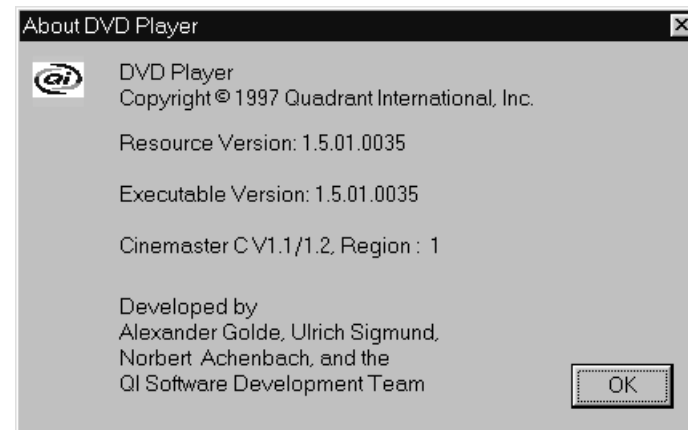 About DVD Player
Qi
DVD Player
Copyright © 1997 Quadrant International, Inc.
Resource Version: 1.5.01.0035
Executable Version: 1.5.01.0035
Cinemaster C V1.1/1.2, Region : 1
Developed by
Alexander Golde, Ulrich Sigmund,
Norbert Achenbach, and the
QI Software Development Team
OK